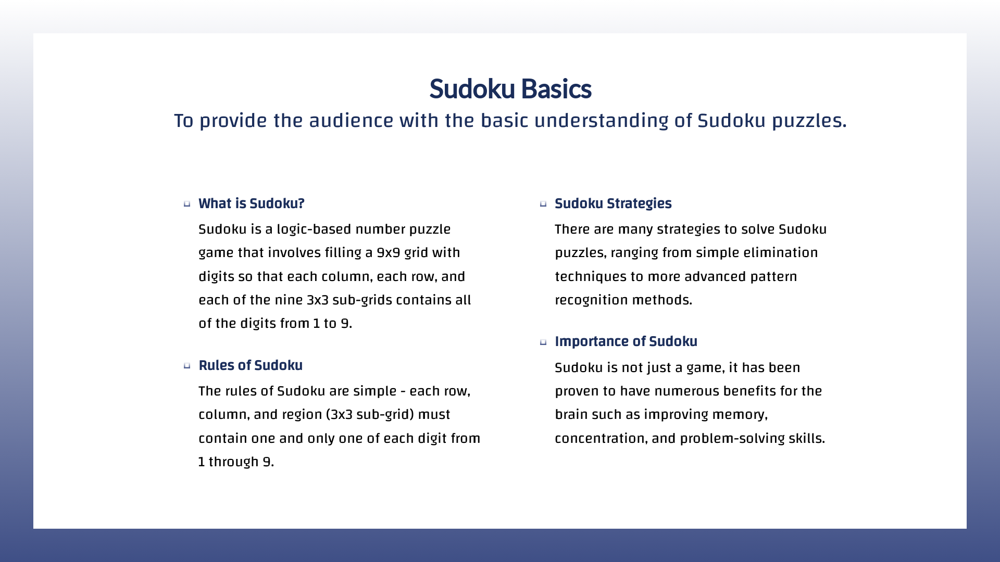 Sudoku Basics
To provide the audience with the basic understanding of Sudoku puzzles.
What is Sudoku?
Sudoku is a logic-based number puzzle
game that involves filling a 9x9 grid with
digits so that each column, each row, and
each of the nine 3x3 sub-grids contains all
of the digits from 1 to 9.
Rules of Sudoku
The rules of Sudoku are simple - each row,
column, and region (3x3 sub-grid) must
contain one and only one of each digit from
1 through 9.
Sudoku Strategies
There are many strategies to solve Sudoku
puzzles, ranging from simple elimination
techniques to more advanced pattern
recognition methods.
Importance of Sudoku
Sudoku is not just a game, it has been
proven to have numerous benefits for the
brain such as improving memory,
concentration, and problem-solving skills.